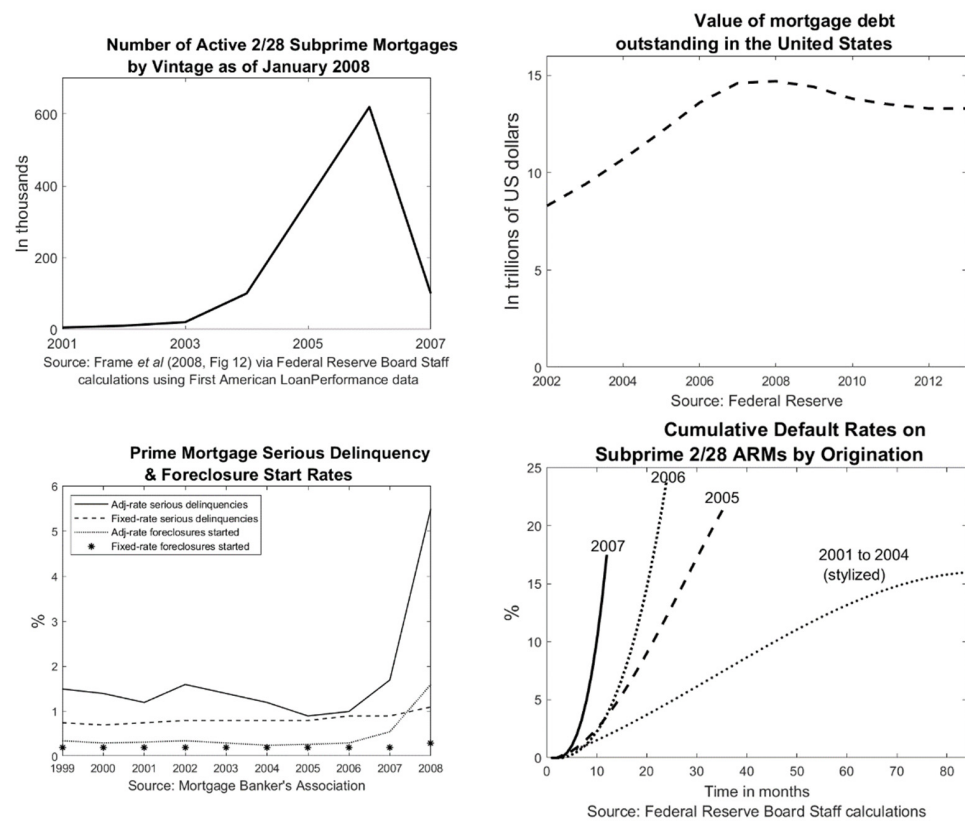 Number of Active 2/28 Subprime Mortgages
by Vintage as of January 2008
In thousands
600
400
200
0
2001
2003
2005
2007
Source: Frame et al (2008, Fig 12) via Federal Reserve Board Staff
calculations using First American LoanPerformance data
Value of mortgage debt
outstanding in the United States
In trillions of US dollars
15
10
5
0
2002
2004
2006
2008
2010
2012
Source: Federal Reserve
Prime Mortgage Serious Delinquency
& Foreclosure Start Rates
%
6
5
4
3
2
1
0
Adj-rate serious delinquencies
Fixed-rate serious delinquencies
Adj-rate foreclosures started
Fixed-rate foreclosures started
1999
2000
2001
2002
2003
2004
2005
2006
2007
2008
Source: Mortgage Banker's Association
Cumulative Default Rates on
Subprime 2/28 ARMs by Origination
%
25
20
15
10
5
0
2006
2005
2007
2001 to 2004
(stylized)
0
10
20
30
40
50
60
70
80
Time in months
Source: Federal Reserve Board Staff calculations